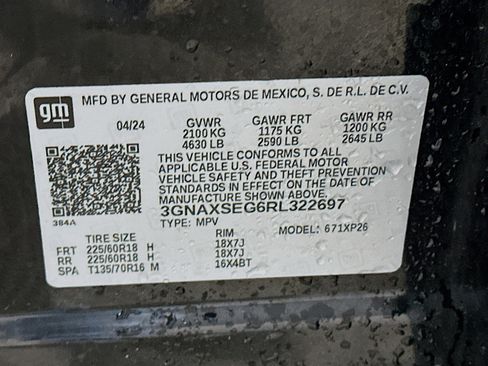 gm
MFD BY GENERAL MOTORS DE MEXICO, S. DE R.L. DE C.V.
04/24 GVWR GAWR FRT GAWR RR
2100 KG 1175 KG 1200 KG
4630 LB 2590 LB 2645 LB
THIS VEHICLE CONFORMS TO ALL
APPLICABLE U.S. FEDERAL MOTOR
VEHICLE SAFETY AND THEFT PREVENTION
STANDARDS IN EFFECT ON THE DATE OF
MANUFACTURE SHOWN ABOVE.
384A 3GNAXSEG6RL322697
TYPE: MPV MODEL: 671XP26
TIRE SIZE RIM
FRT 225/60R18 H 18X7J
RR 225/60R18 H 18X7J
SPA T135/70R16 M 16X4BT